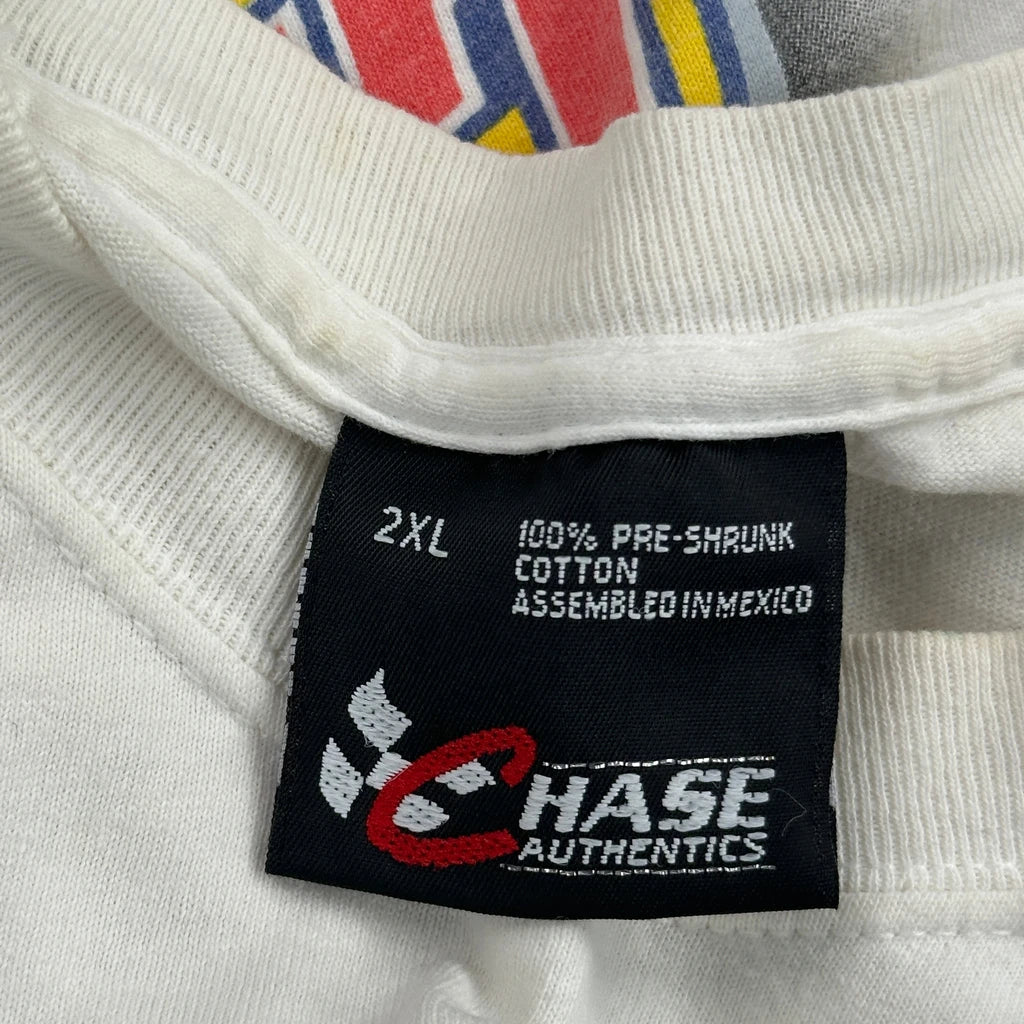 2XL
100% PRE-SHRUNK
COTTON
ASSEMBLED IN MEXICO
CHASE
AUTHENTICS